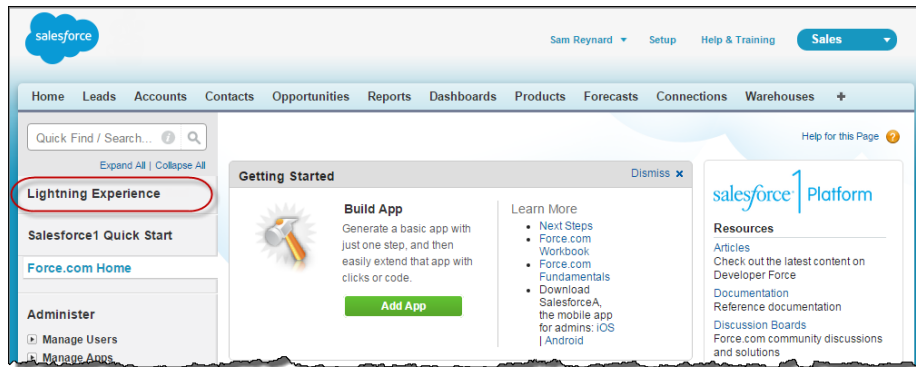 salesforce
Sam Reynard
Setup
Help & Training
Sales
Home Leads Accounts Contacts Opportunities Reports Dashboards Products Forecasts Connections Warehouses +
Quick Find / Search...
Expand All | Collapse All
Lightning Experience
Salesforce1 Quick Start
Force.com Home
Administer
Manage Users
Manage Apps
Help for this Page ?
Getting Started
Dismiss x
Build App
Generate a basic app with
just one step, and then
easily extend that app with
clicks or code.
Add App
Learn More
• Next Steps
• Force.com
Workbook
• Force.com
Fundamentals
• Download
SalesforceA,
the mobile app
for admins: iOS
| Android
salesforce1 Platform
Resources
Articles
Check out the latest content on
Developer Force
Documentation
Reference documentation
Discussion Boards
Force.com community discussions
and solutions